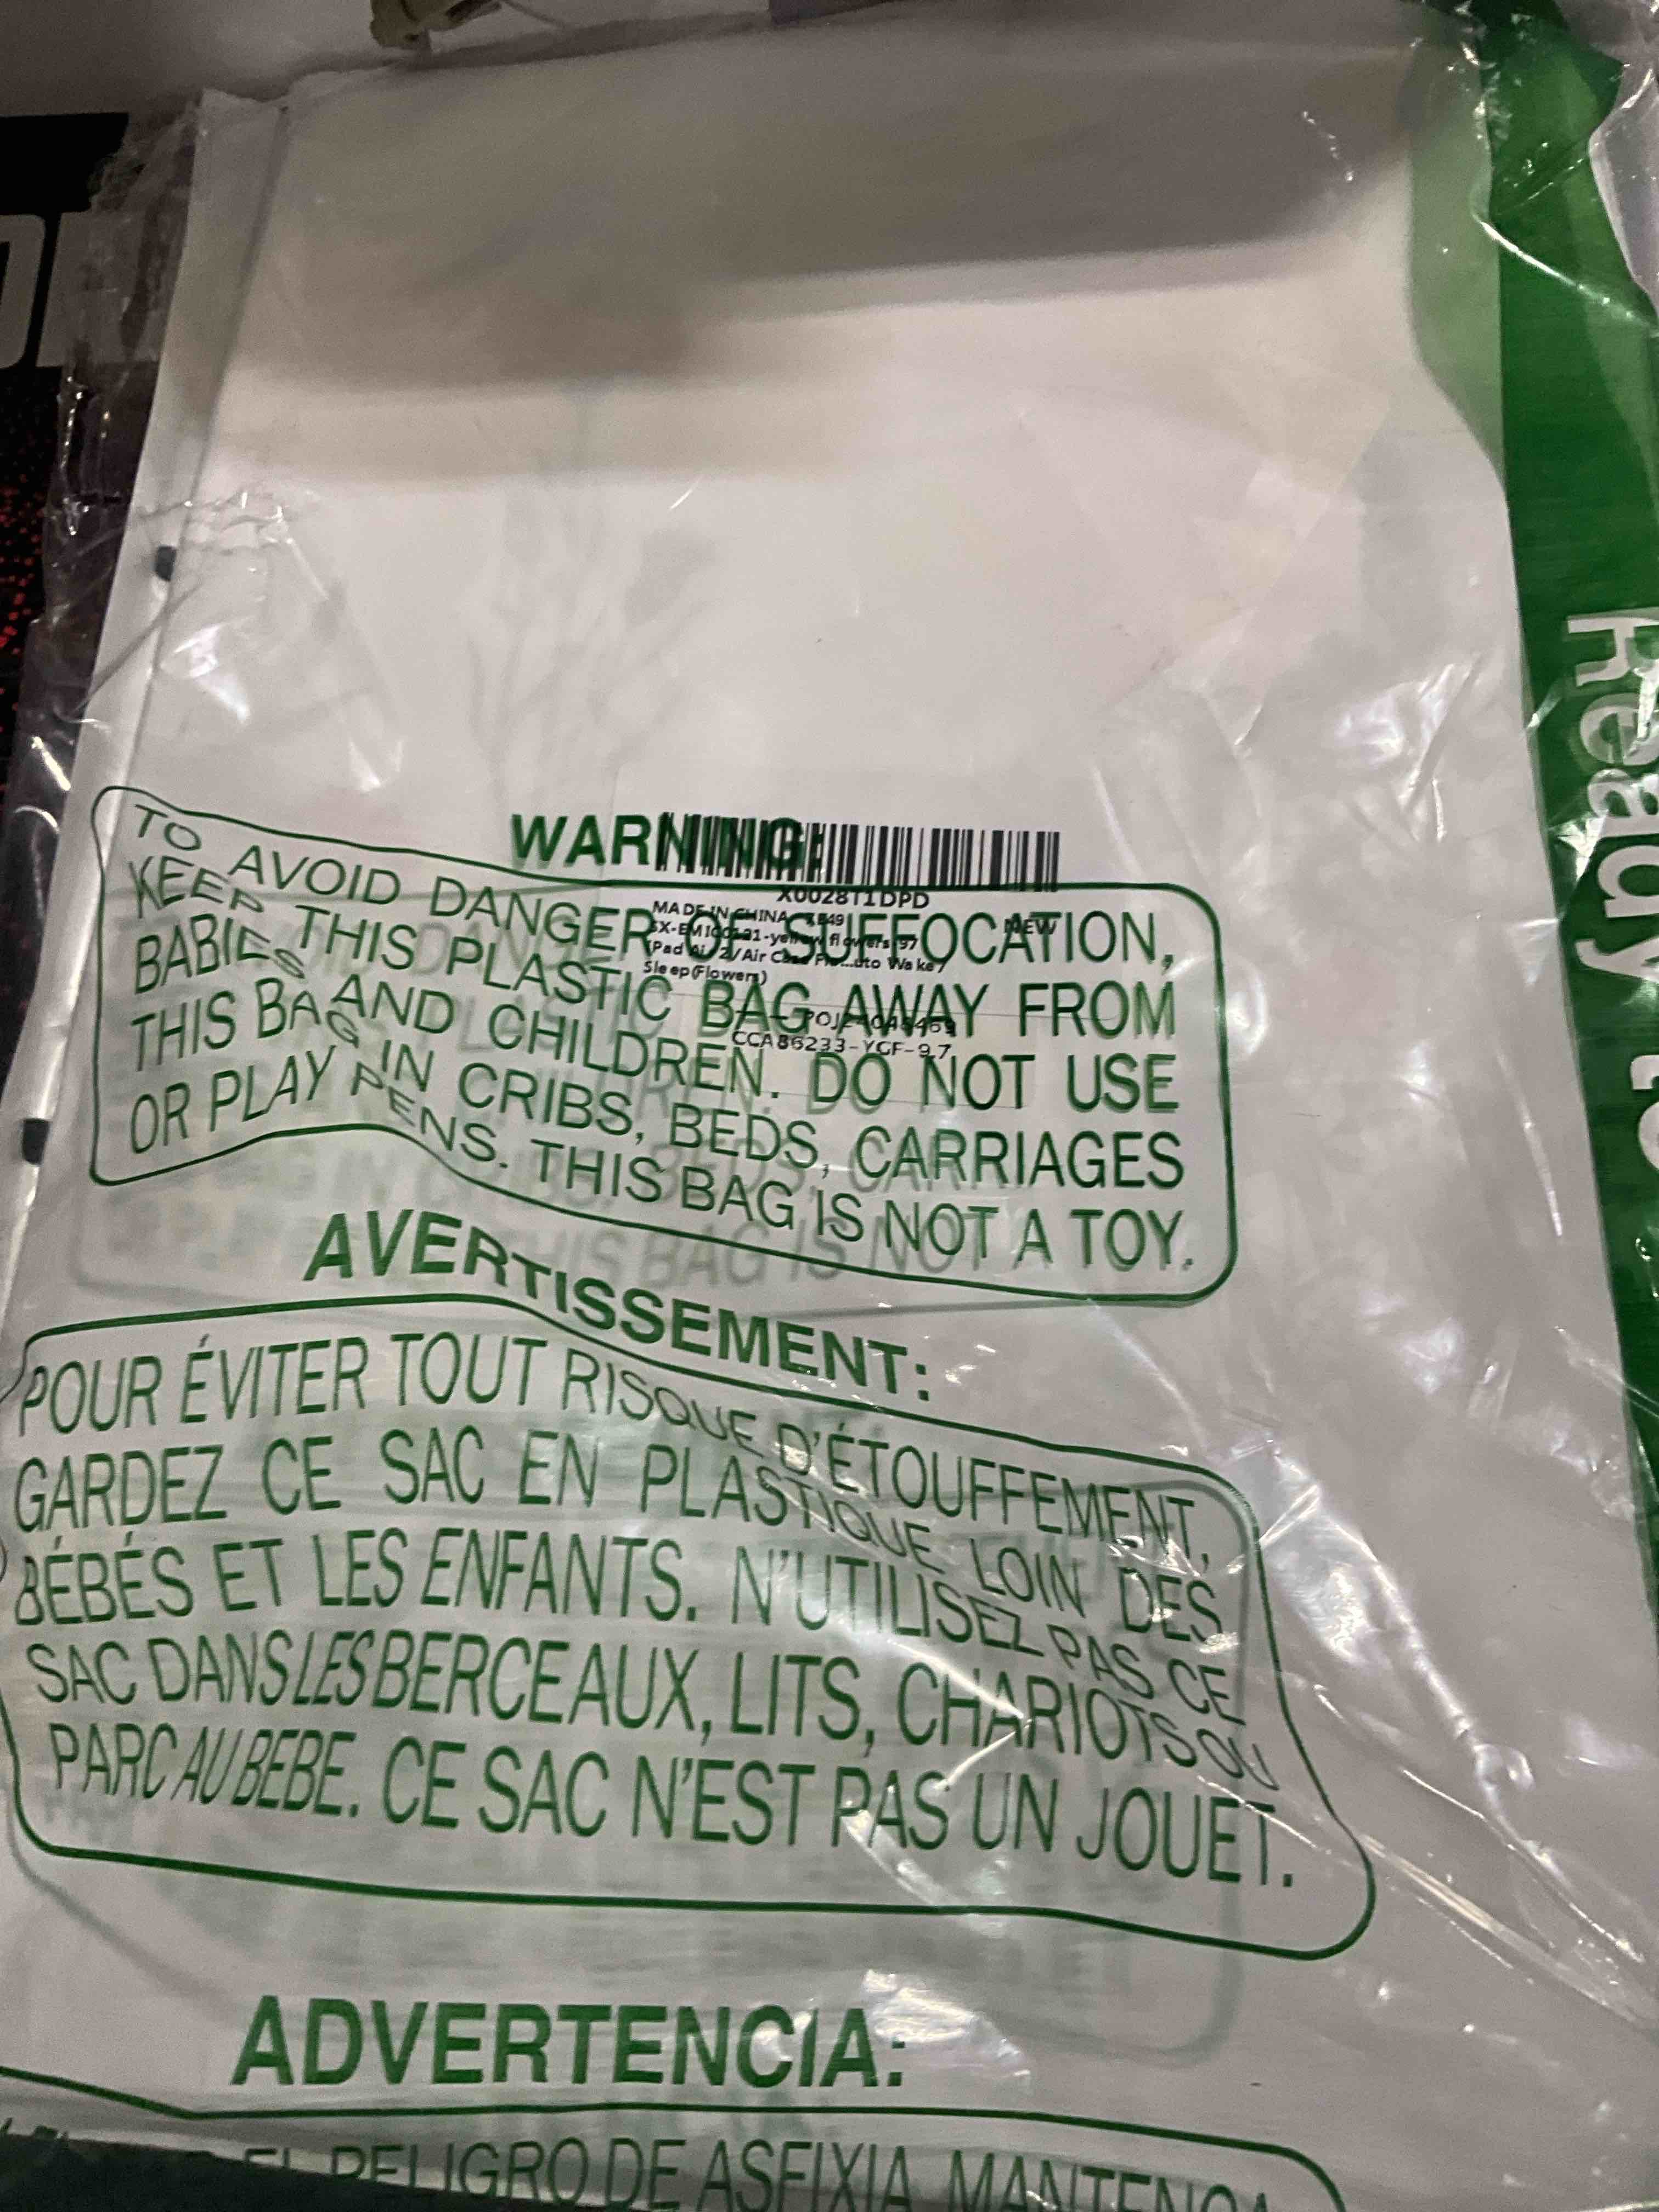 WARNING:
X0028T1DPD
MADE IN CHINA
NEW
Sleep(Flowers)
CCA86233-YGF-9.7
TO AVOID DANGER OF SUFFOCATION,
KEEP THIS PLASTIC BAG AWAY FROM
BABIES AND CHILDREN. DO NOT USE
THIS BAG IN CRIBS, BEDS, CARRIAGES
OR PLAY PENS. THIS BAG IS NOT A TOY.
AVERTISSEMENT:
POUR ÉVITER TOUT RISQUE D'ÉTOUFFEMENT,
GARDEZ CE SAC EN PLASTIQUE LOIN DES
BÉBÉS ET LES ENFANTS. N'UTILISEZ PAS CE
SAC DANS LES BERCEAUX, LITS, CHARIOTS OU
PARC AU BEBE. CE SAC N'EST PAS UN JOUET.
ADVERTENCIA:
EL PELIGRO DE ASFIXIA MANTENGA
Ready to